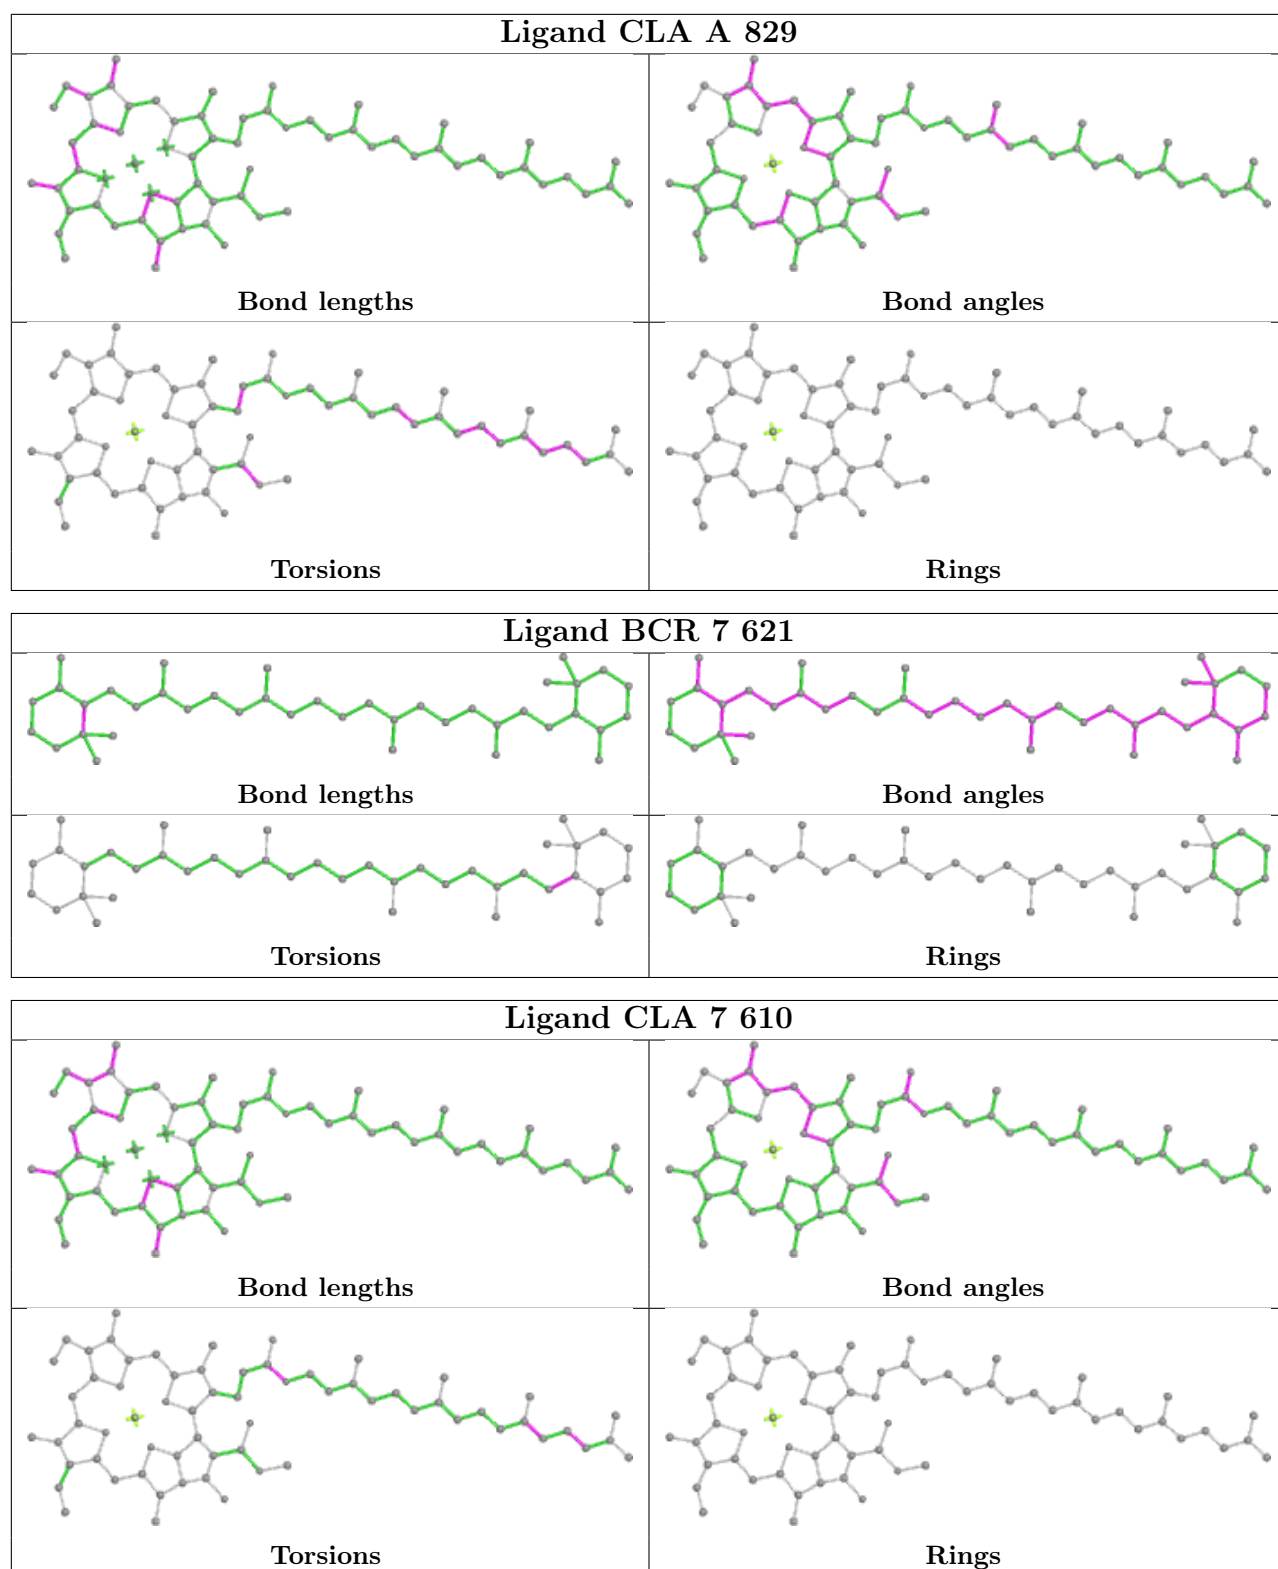 Ligand CLA A 829
Bond lengths
Bond angles
Torsions
Rings
Ligand BCR 7 621
Bond lengths
Bond angles
Torsions
Rings
Ligand CLA 7 610
Bond lengths
Bond angles
Torsions
Rings